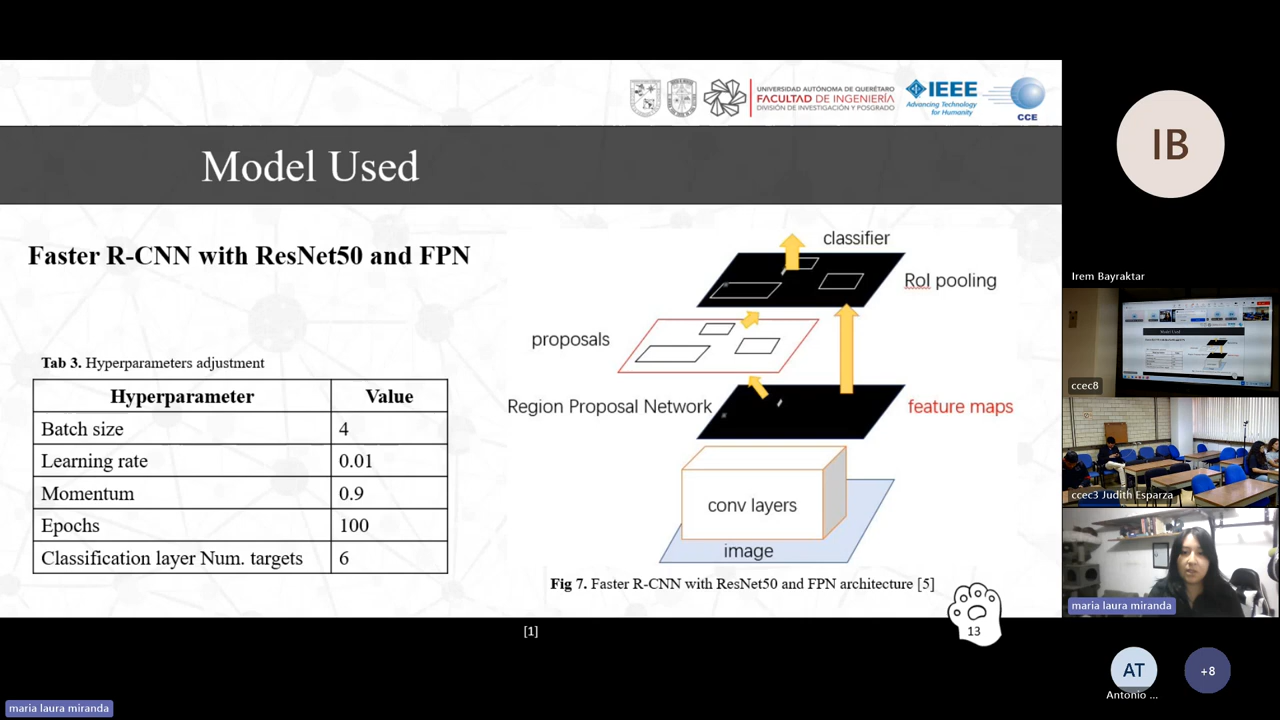 UNIVERSIDAD AUTÓNOMA DE QUERÉTARO
FACULTAD DE INGENIERÍA
DIVISIÓN DE INVESTIGACIÓN Y POSGRADO
IEEE
Advancing Technology
for Humanity
CCE
Model Used
Faster R-CNN with ResNet50 and FPN
Tab 3. Hyperparameters adjustment
Hyperparameter Value
Batch size 4
Learning rate 0.01
Momentum 0.9
Epochs 100
Classification layer Num. targets 6
classifier
RoI pooling
proposals
Region Proposal Network
feature maps
conv layers
image
Fig 7. Faster R-CNN with ResNet50 and FPN architecture [5]
13
[1]
maria laura miranda
IB
Irem Bayraktar
Model Used
ccec8
ccec3 Judith Esparza
maria laura miranda
AT
Antonio ...
+8